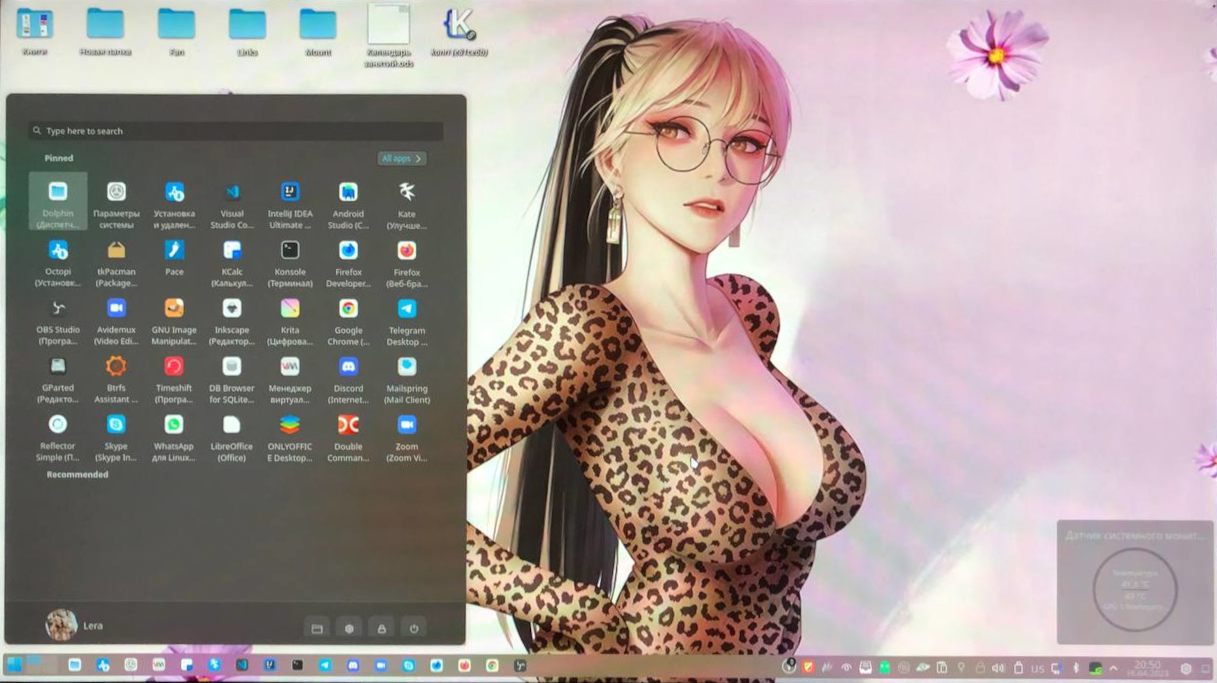 Книги
Новая папка
Fan
Links
Mount
Календарь
занятий.ods
Type here to search
Pinned
All apps
Dolphin
(Диспетч...
Параметры
системы
Установка
и удален...
Visual
Studio Co...
IntelliJ IDEA
Ultimate ...
Android
Studio (С...
Kate
(Улучше...
Octopi
(Установк...
tkPacman
(Package...
Pace
KCalc
(Калькул...
Konsole
(Терминал)
Firefox
Developer...
Firefox
(Веб-бра...
OBS Studio
(Програ...
Avidemux
(Video Edi...
GNU Image
Manipulat...
Inkscape
(Редактор...
Krita
(Цифрова...
Google
Chrome (...
Telegram
Desktop ...
GParted
(Редакто...
Btrfs
Assistant ...
Timeshift
(Програ...
DB Browser
for SQLite...
Менеджер
виртуал...
Discord
(Internet...
Mailspring
(Mail Client)
Reflector
Simple (П...
Skype
(Skype In...
WhatsApp
для Linux...
LibreOffice
(Office)
ONLYOFFIC
E Desktop...
Double
Comman...
Zoom
(Zoom Vi...
Recommended
Lera
Датчик системного монит...
US
20:50